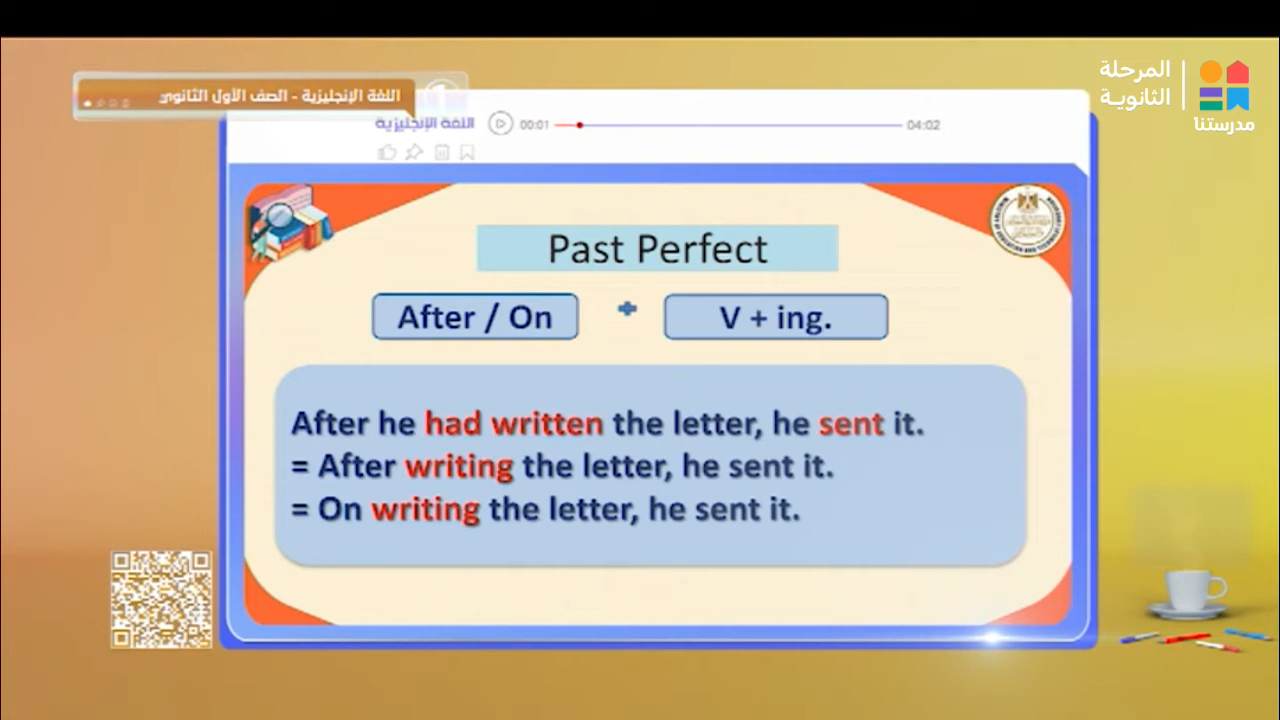 المرحلة
الثانوية
مدرستنا
اللغة الإنجليزية - الصف الأول الثانوي
اللغة الإنجليزية
00:01
04:02
Past Perfect
After / On
+
V + ing.
After he had written the letter, he sent it.
= After writing the letter, he sent it.
= On writing the letter, he sent it.